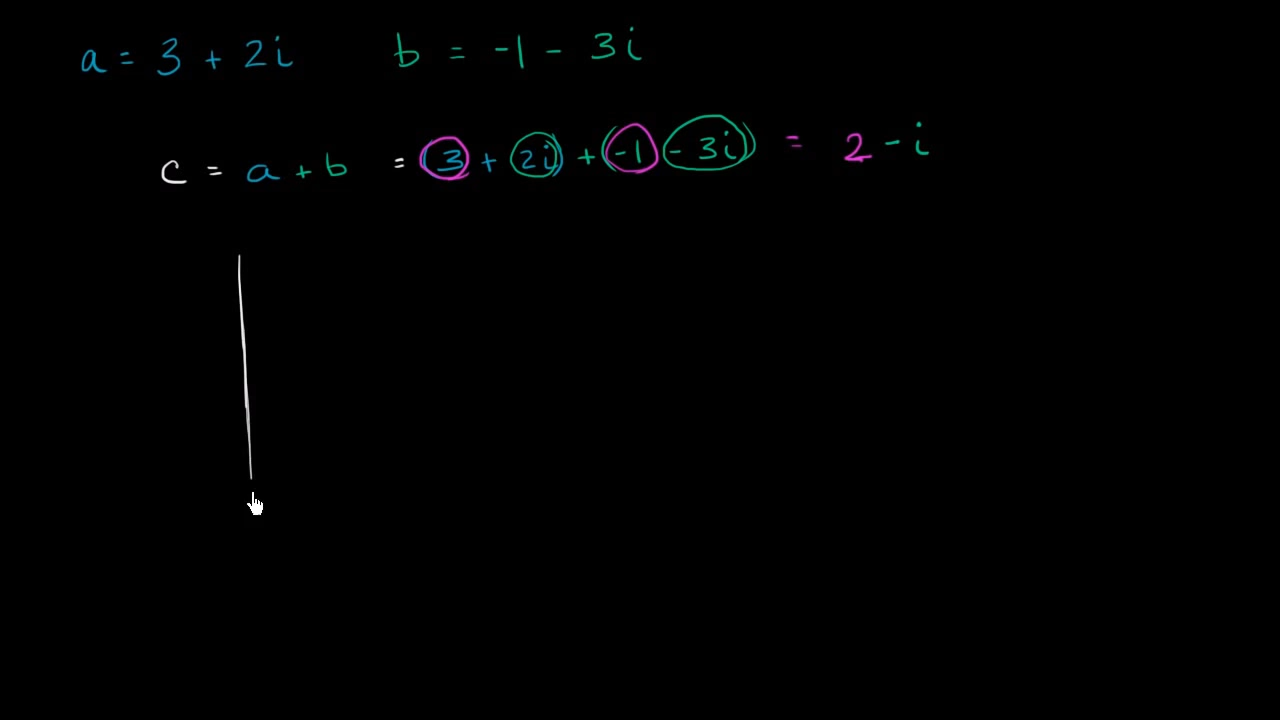 a = 3 + 2i b = -1 - 3i
c = a + b = (3 + 2i) + (-1 - 3i) = 2 - i